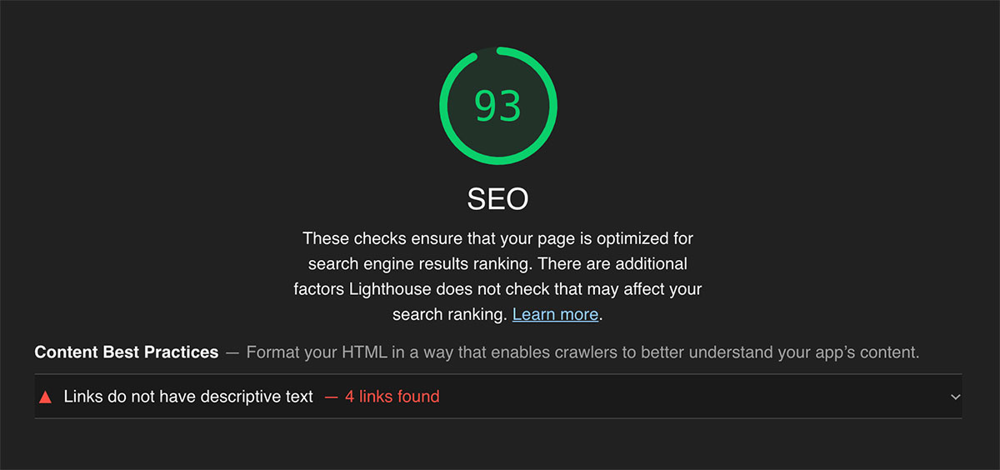 93
SEO
These checks ensure that your page is optimized for
search engine results ranking. There are additional
factors Lighthouse does not check that may affect your
search ranking. Learn more.
Content Best Practices — Format your HTML in a way that enables crawlers to better understand your app’s content.
Links do not have descriptive text — 4 links found